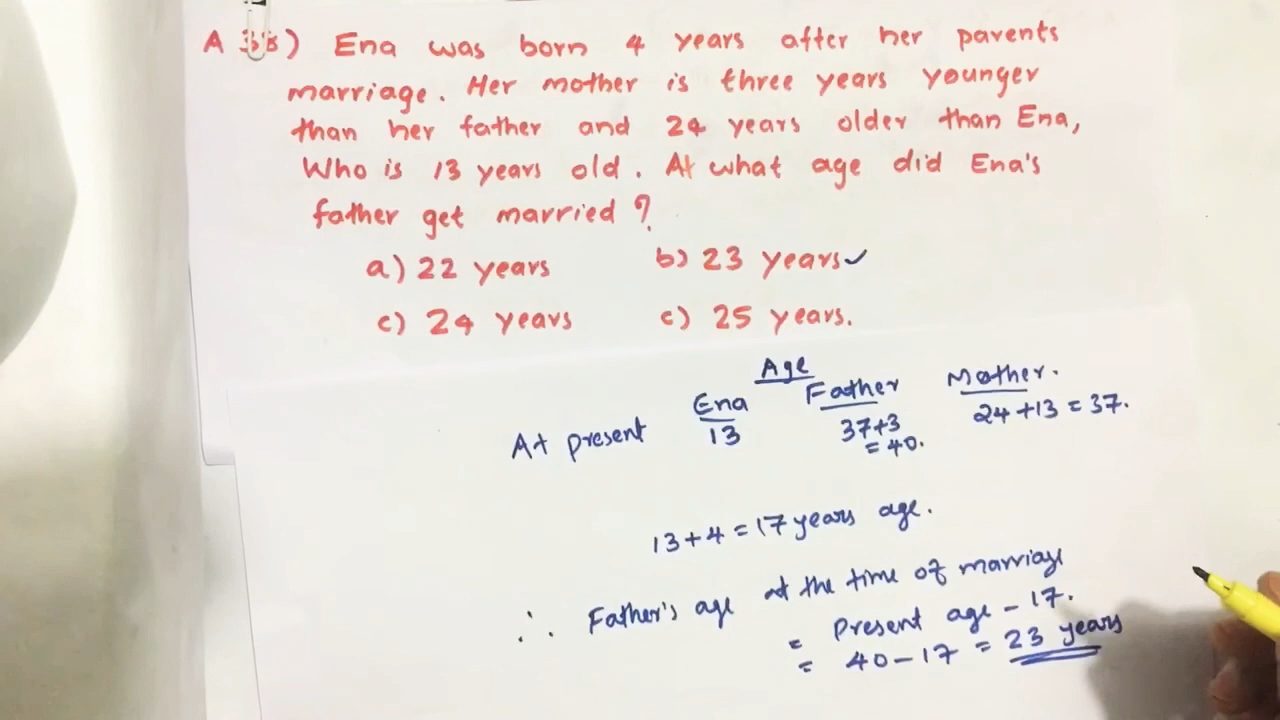 A ) Ena was born 4 years after her parents
marriage. Her mother is three years younger
than her father and 24 years older than Ena,
Who is 13 years old. At what age did Ena's
father get married ?
a) 22 years b) 23 years ✓
c) 24 years c) 25 years.
Age
Ena Father Mother.
At present 13 37+3 24+13 = 37.
= 40.
13+4 = 17 years age.
∴ Father's age at the time of marriage
= Present age - 17.
= 40-17 = 23 years